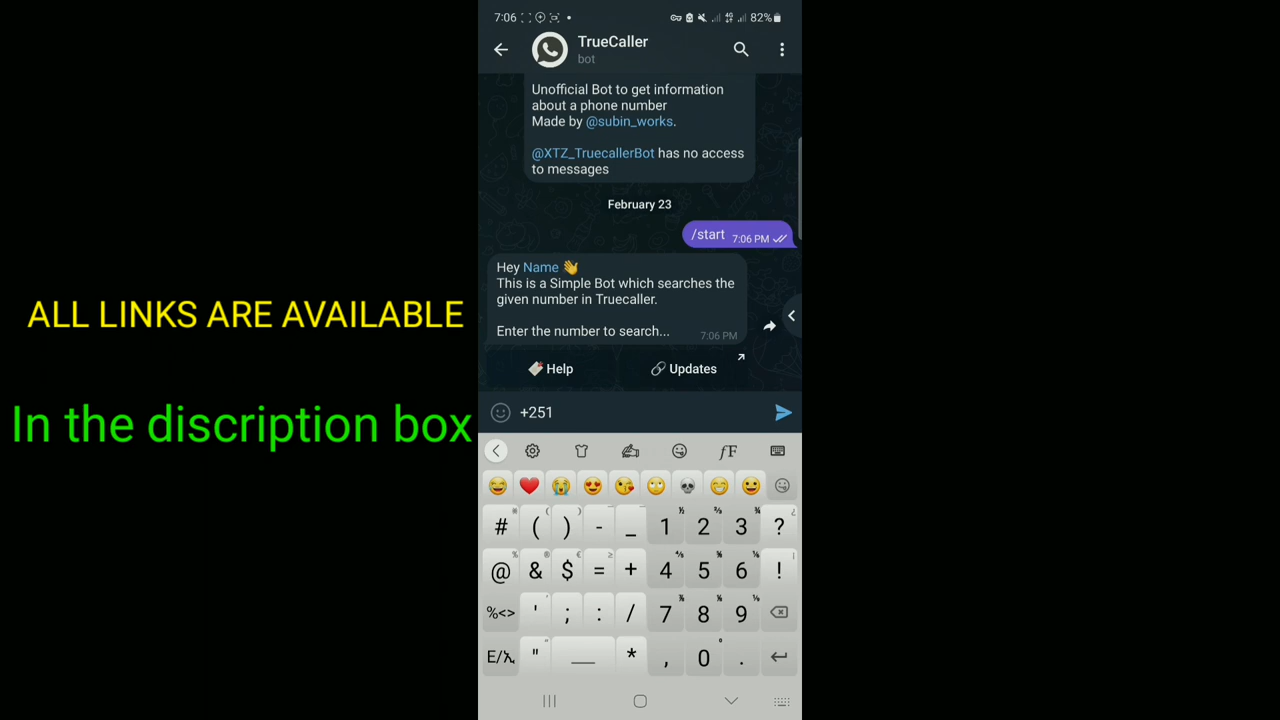 7:06
82%
TrueCaller
bot
Unofficial Bot to get information
about a phone number
Made by @subin_works.
@XTZ_TruecallerBot has no access
to messages
February 23
/start 7:06 PM
Hey Name 👋
This is a Simple Bot which searches the
given number in Truecaller.
Enter the number to search...
7:06 PM
Help
Updates
ALL LINKS ARE AVAILABLE
In the discription box
+251
fF
# ( ) - _ 1 2 3 ?
@ & $ = + 4 5 6 !
%<> ' ; : / 7 8 9
E/ኢ " * , 0 .